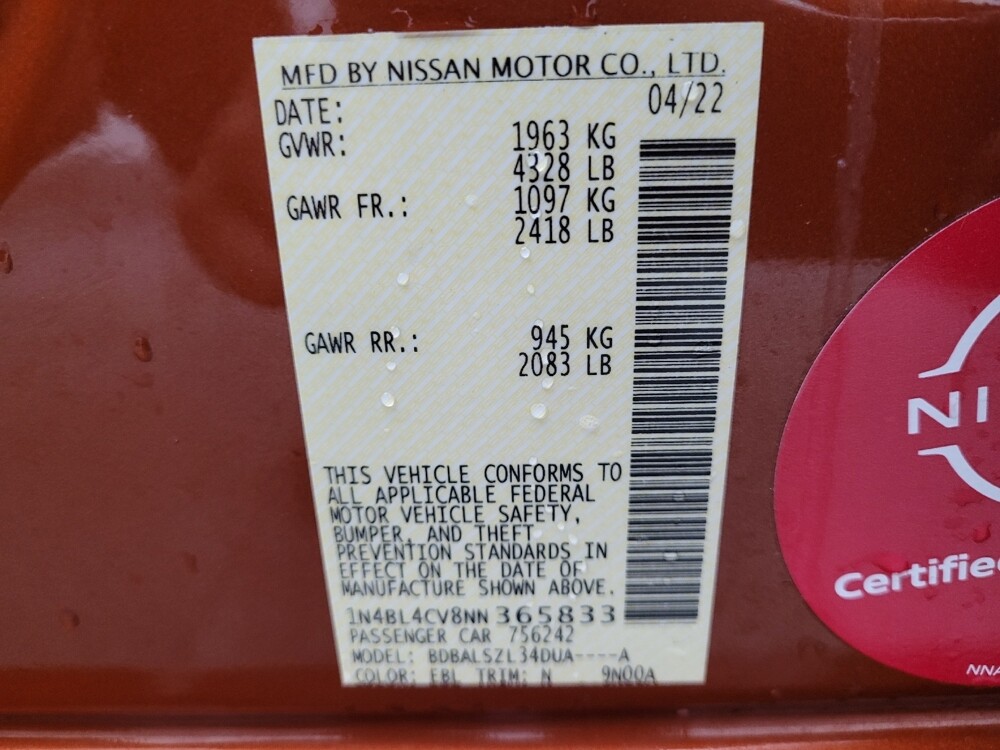 MFD BY NISSAN MOTOR CO., LTD.
DATE: 04/22
GVWR: 1963 KG
4328 LB
GAWR FR.: 1097 KG
2418 LB
GAWR RR.: 945 KG
2083 LB
THIS VEHICLE CONFORMS TO
ALL APPLICABLE FEDERAL
MOTOR VEHICLE SAFETY,
BUMPER, AND THEFT
PREVENTION STANDARDS IN
EFFECT ON THE DATE OF
MANUFACTURE SHOWN ABOVE.
1N4BL4CV8NN365833
PASSENGER CAR 756242
MODEL: BDBALSZL34DUA----A
COLOR: EBL TRIM: N 9N00A
NI
Certifie
NNA